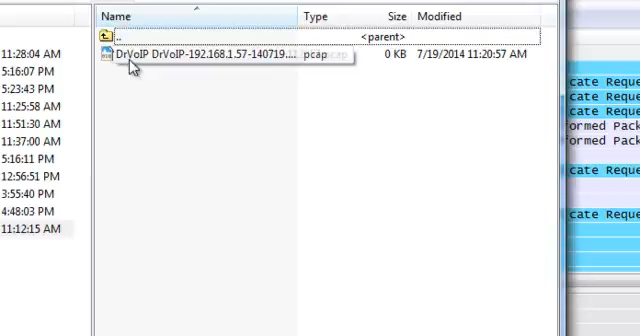 Name Type Size Modified
.. <parent>
DrVoIP DrVoIP-192.168.1.57-140719.... pcap 0 KB 7/19/2014 11:20:57 AM
11:28:04 AM
5:16:07 PM
5:23:43 PM
11:25:58 AM
11:51:30 AM
11:37:00 AM
5:16:11 PM
12:56:51 PM
3:55:40 PM
4:48:03 PM
11:12:15 AM
cate Reque
cate Reque
cate Reque
formed Pack
formed Pack
cate Reque
cate Reque